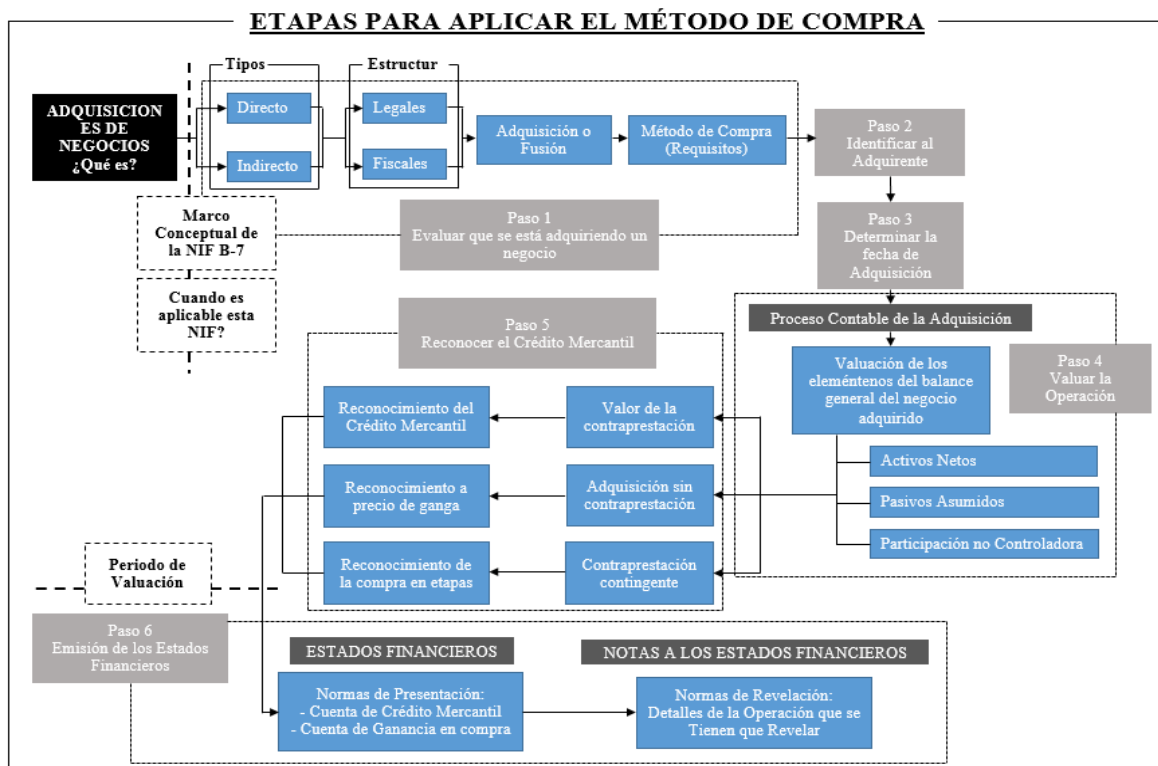 ETAPAS PARA APLICAR EL MÉTODO DE COMPRA
Tipos
Estructur
ADQUISICION
ES DE
NEGOCIOS
¿Qué es?
Directo
Indirecto
Legales
Fiscales
Adquisición o
Fusión
Método de Compra
(Requisitos)
Paso 2
Identificar al
Adquirente
Marco
Conceptual de
la NIF B-7
Paso 1
Evaluar que se está adquiriendo un
negocio
Paso 3
Determinar la
fecha de
Adquisición
Cuando es
aplicable esta
NIF?
Proceso Contable de la Adquisición
Paso 4
Valuar la
Operación
Valuación de los
eleméntenos del balance
general del negocio
adquirido
Activos Netos
Pasivos Asumidos
Participación no Controladora
Paso 5
Reconocer el Crédito Mercantil
Reconocimiento del
Crédito Mercantil
Valor de la
contraprestación
Reconocimiento a
precio de ganga
Adquisición sin
contraprestación
Reconocimiento de
la compra en etapas
Contraprestación
contingente
Periodo de
Valuación
Paso 6
Emisión de los Estados
Financieros
ESTADOS FINANCIEROS
NOTAS A LOS ESTADOS FINANCIEROS
Normas de Presentación:
- Cuenta de Crédito Mercantil
- Cuenta de Ganancia en compra
Normas de Revelación:
Detalles de la Operación que se
Tienen que Revelar